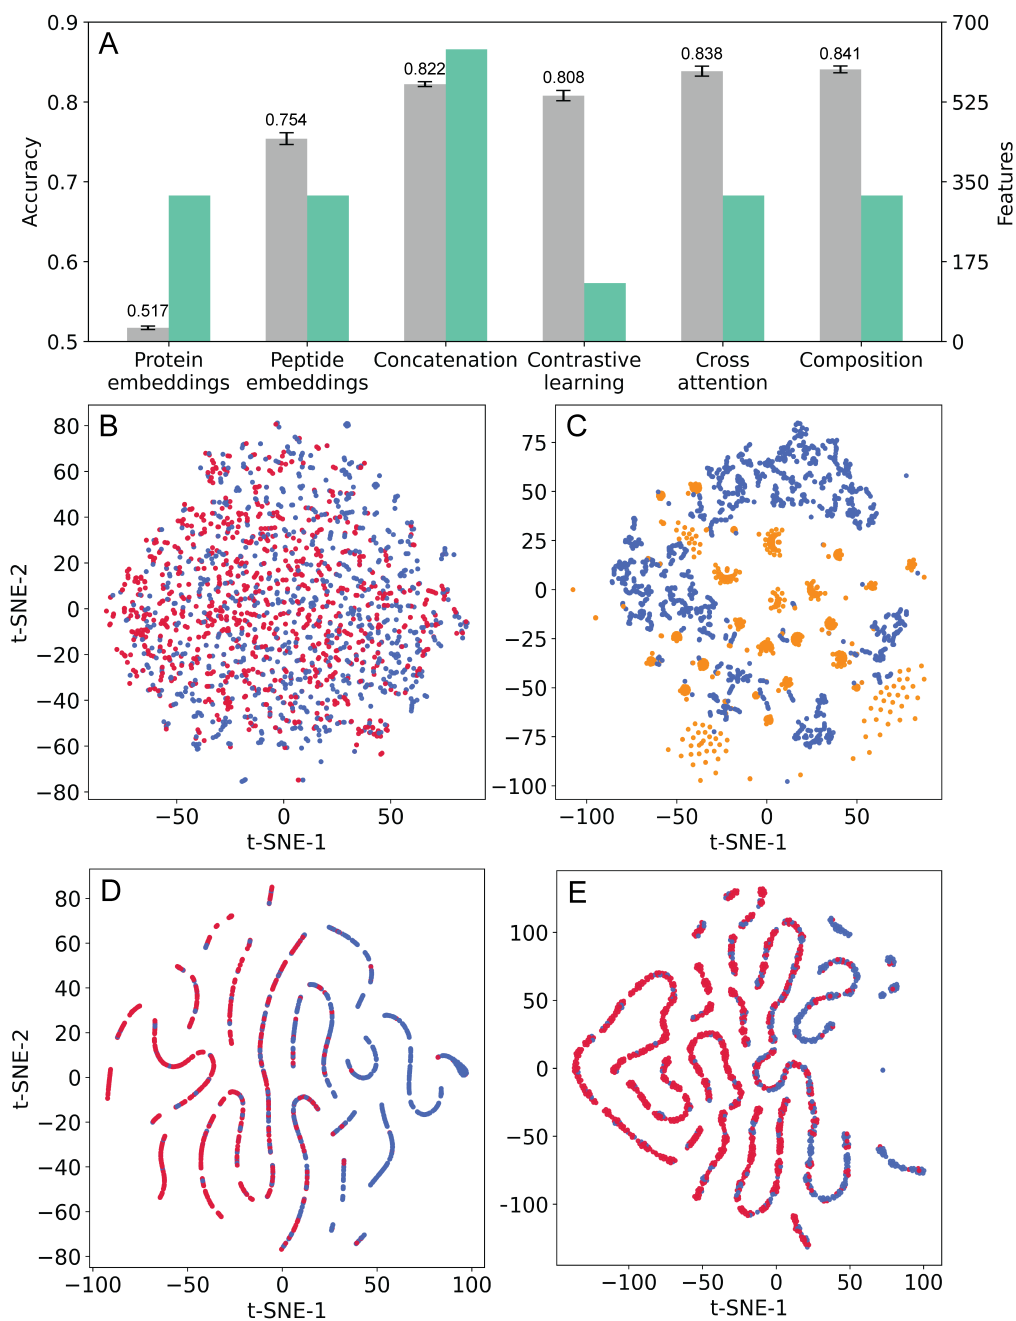 A
0.9
0.8
0.7
0.6
0.5
Accuracy
700
525
350
175
0
Features
0.517
0.754
0.822
0.808
0.838
0.841
Protein
embeddings
Peptide
embeddings
Concatenation
Contrastive
learning
Cross
attention
Composition
B
80
60
40
20
0
−20
−40
−60
−80
t-SNE-2
−50
0
50
t-SNE-1
C
75
50
25
0
−25
−50
−75
−100
−100
−50
0
50
t-SNE-1
D
80
60
40
20
0
−20
−40
−60
−80
t-SNE-2
−100
−50
0
50
100
t-SNE-1
E
100
50
0
−50
-100
−100
−50
0
50
100
t-SNE-1